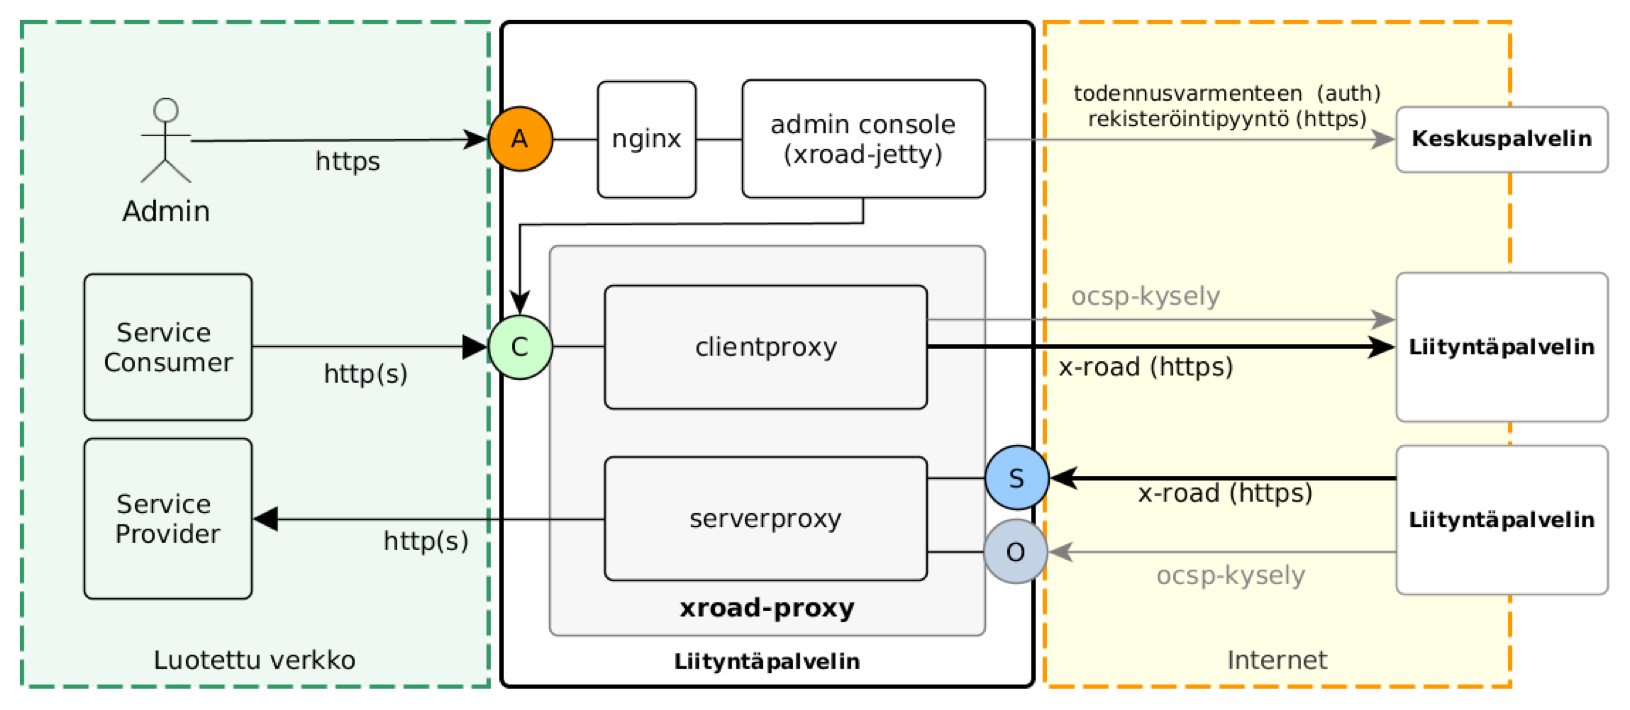 Admin
https
A
nginx
admin console
(xroad-jetty)
todennusvarmenteen (auth)
rekisteröintipyyntö (https)
Keskuspalvelin
Service
Consumer
http(s)
C
clientproxy
ocsp-kysely
x-road (https)
Liityntäpalvelin
Service
Provider
http(s)
serverproxy
S
x-road (https)
O
ocsp-kysely
Liityntäpalvelin
xroad-proxy
Luotettu verkko
Liityntäpalvelin
Internet